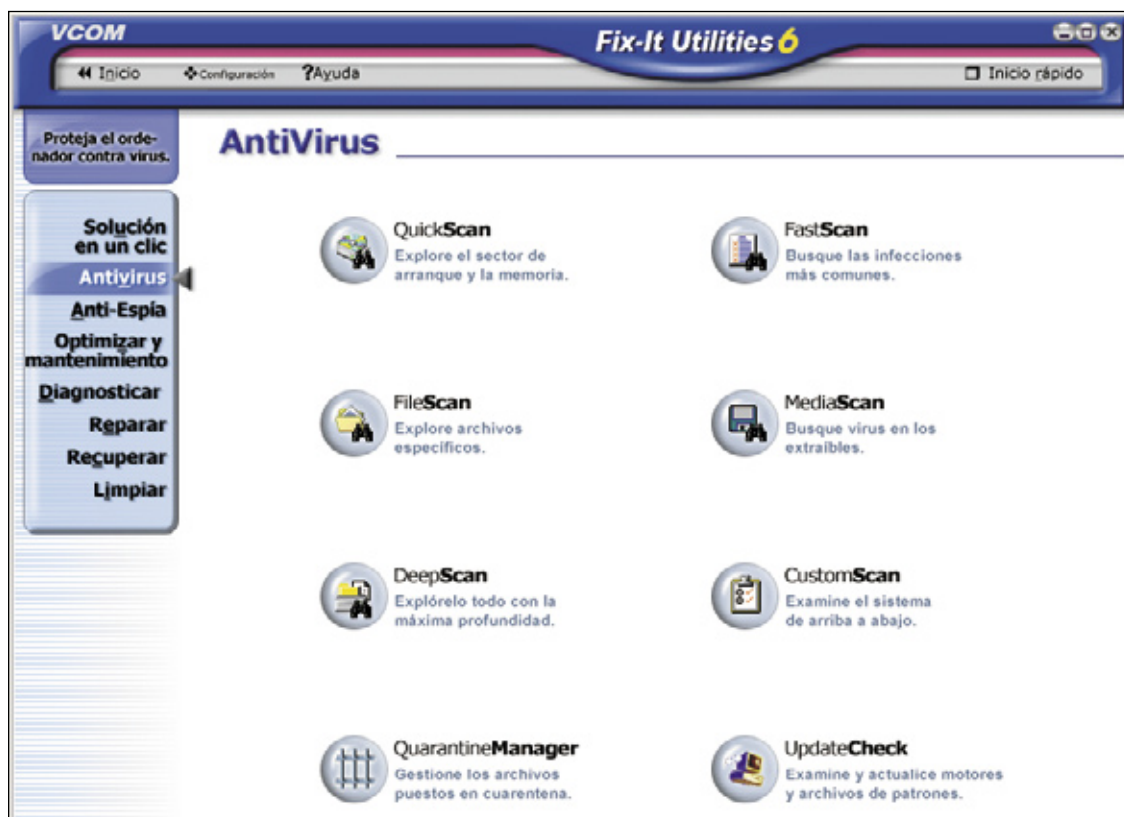 VCOM
Fix-It Utilities 6
Inicio
Configuración
?Ayuda
Inicio rápido
Proteja el orde-
nador contra virus.
AntiVirus
Solución
en un clic
Antivirus
Anti-Espía
Optimizar y
mantenimiento
Diagnosticar
Reparar
Recuperar
Limpiar
QuickScan
Explore el sector de
arranque y la memoria.
FastScan
Busque las infecciones
más comunes.
FileScan
Explore archivos
específicos.
MediaScan
Busque virus en los
extraíbles.
DeepScan
Explórelo todo con la
máxima profundidad.
CustomScan
Examine el sistema
de arriba a abajo.
QuarantineManager
Gestione los archivos
puestos en cuarentena.
UpdateCheck
Examine y actualice motores
y archivos de patrones.